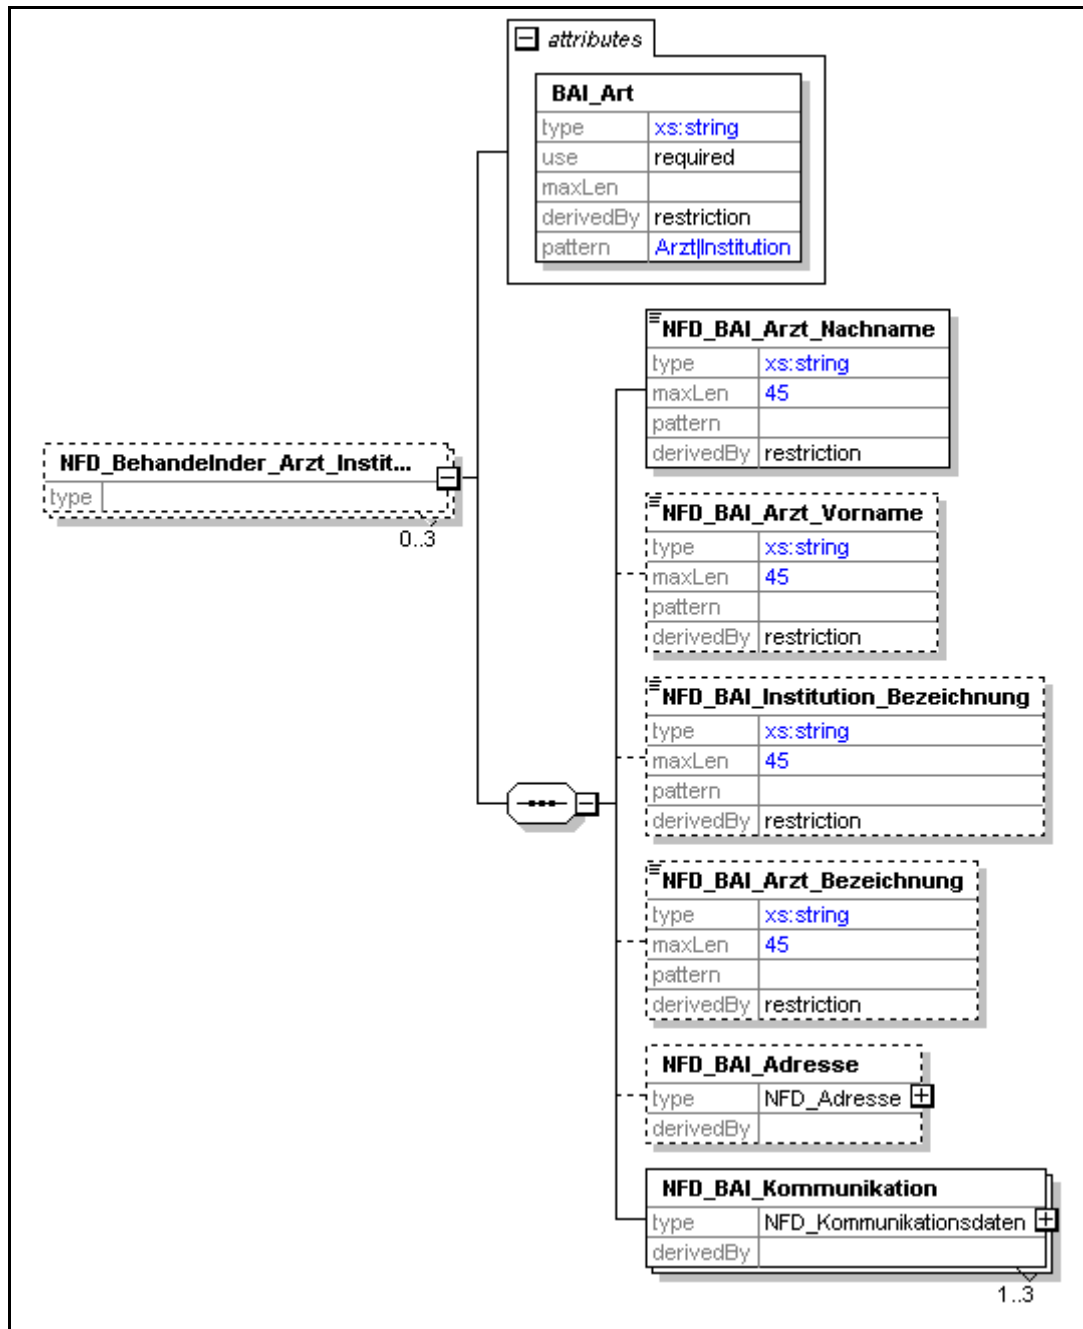 attributes
BAI_Art
type xs:string
use required
maxLen
derivedBy restriction
pattern Arzt|Institution
NFD_BAI_Arzt_Nachname
type xs:string
maxLen 45
pattern
derivedBy restriction
NFD_Behandelnder_Arzt_Instit...
type
0..3
NFD_BAI_Arzt_Vorname
type xs:string
maxLen 45
pattern
derivedBy restriction
NFD_BAI_Institution_Bezeichnung
type xs:string
maxLen 45
pattern
derivedBy restriction
NFD_BAI_Arzt_Bezeichnung
type xs:string
maxLen 45
pattern
derivedBy restriction
NFD_BAI_Adresse
type NFD_Adresse
derivedBy
NFD_BAI_Kommunikation
type NFD_Kommunikationsdaten
derivedBy
1..3